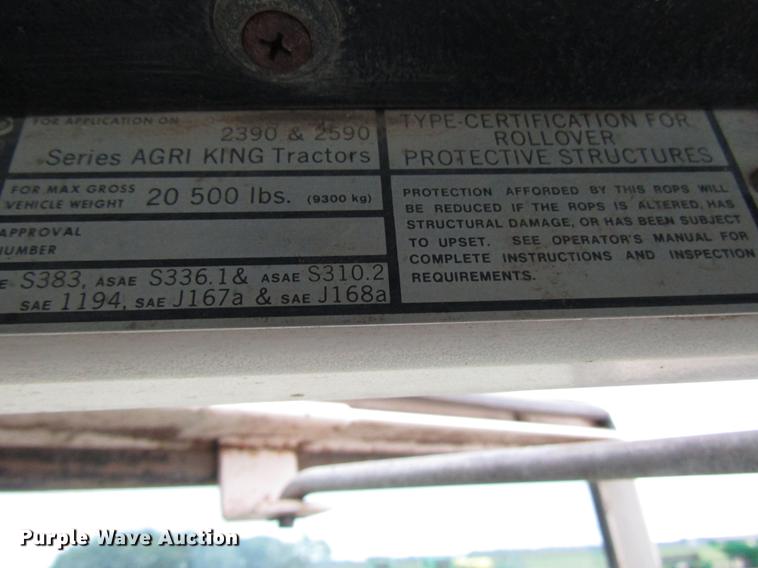 FOR APPLICATION ON
2390 & 2590
Series AGRI KING Tractors
FOR MAX GROSS
VEHICLE WEIGHT 20 500 lbs. (9300 kg)
APPROVAL
NUMBER
E S383, ASAE S336.1& ASAE S310.2
SAE 1194, SAE J167a & SAE J168a
TYPE-CERTIFICATION FOR
ROLLOVER
PROTECTIVE STRUCTURES
PROTECTION AFFORDED BY THIS ROPS WILL
BE REDUCED IF THE ROPS IS ALTERED, HAS
STRUCTURAL DAMAGE, OR HAS BEEN SUBJECT
TO UPSET. SEE OPERATOR'S MANUAL FOR
COMPLETE INSTRUCTIONS AND INSPECTION
REQUIREMENTS.
Purple Wave Auction